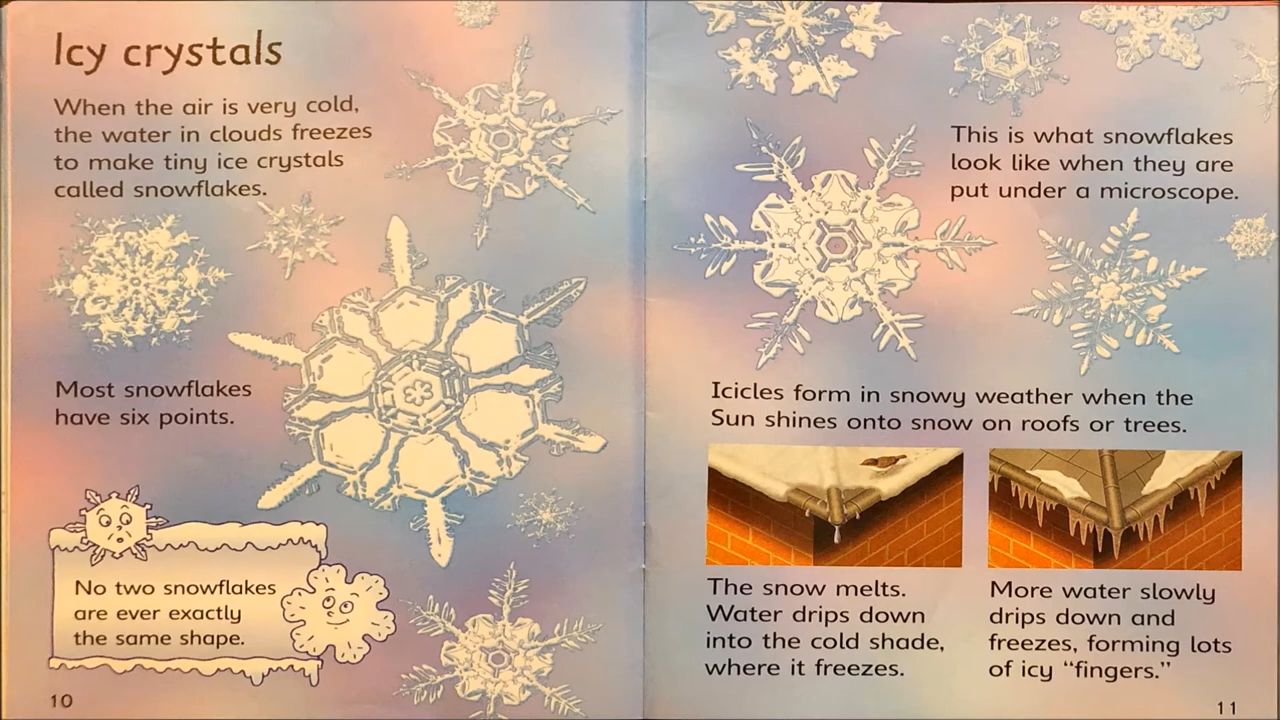 Icy crystals
When the air is very cold,
the water in clouds freezes
to make tiny ice crystals
called snowflakes.
Most snowflakes
have six points.
No two snowflakes
are ever exactly
the same shape.
10
This is what snowflakes
look like when they are
put under a microscope.
Icicles form in snowy weather when the
Sun shines onto snow on roofs or trees.
The snow melts.
Water drips down
into the cold shade,
where it freezes.
More water slowly
drips down and
freezes, forming lots
of icy “fingers.”
11